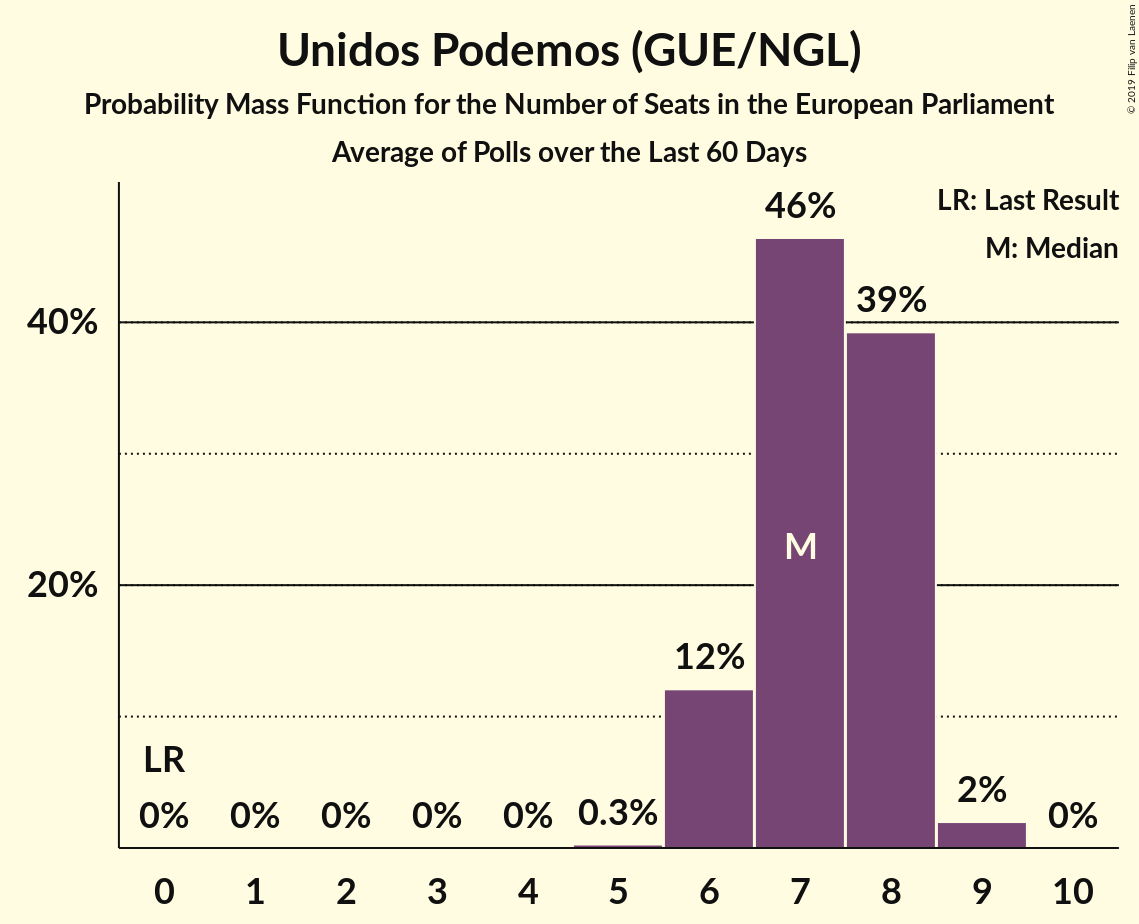 Unidos Podemos (GUE/NGL)
Probability Mass Function for the Number of Seats in the European Parliament
Average of Polls over the Last 60 Days
© 2019 Filip van Laenen
LR: Last Result
M: Median
46%
39%
40%
M
20%
12%
LR
0% 0% 0% 0% 0% 0.3% 2% 0%
0 1 2 3 4 5 6 7 8 9 10